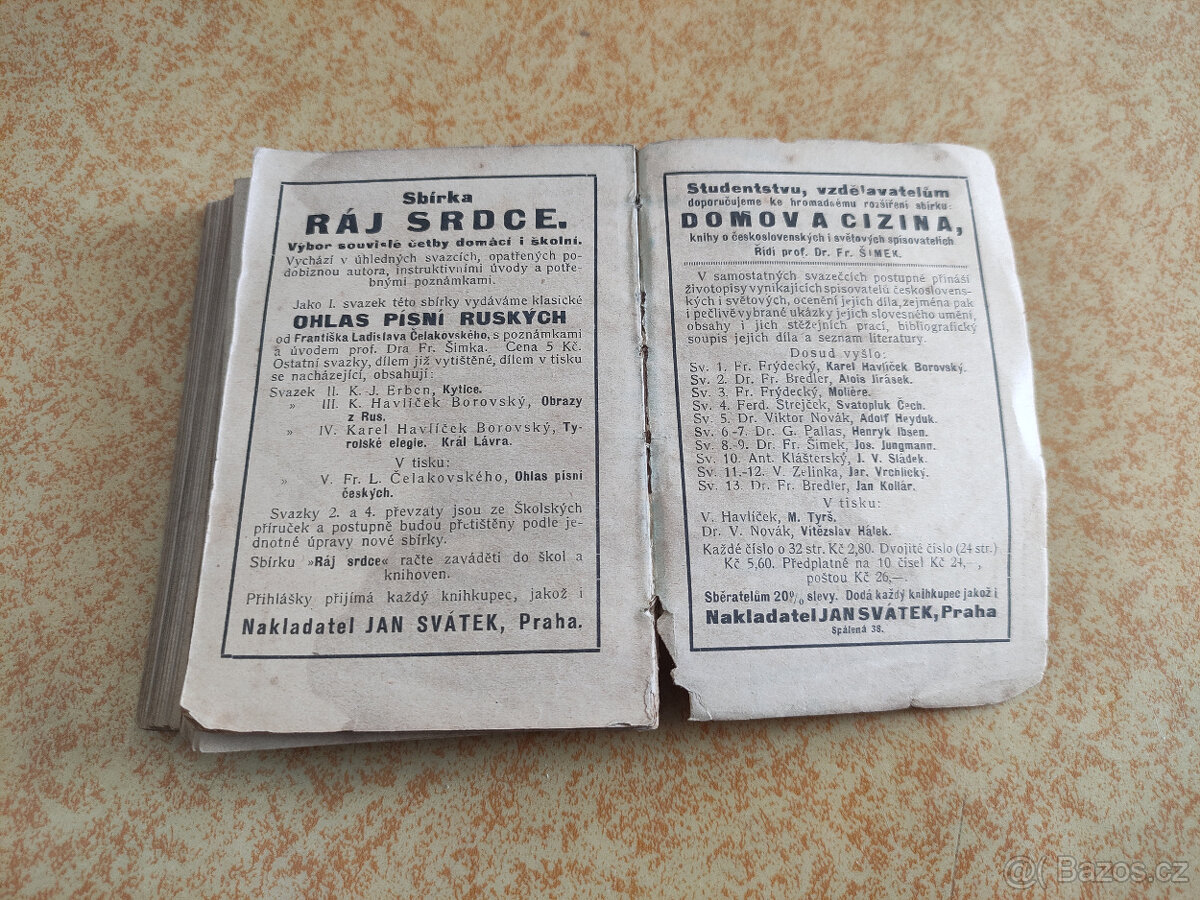 Sbírka
RÁJ SRDCE.
Výbor souvislé četby domácí i školní.
Vychází v úhledných svazcích, opatřených po-
dobiznou autora, instruktivními úvody a potře-
bnými poznámkami.
Jako I. svazek této sbírky vydáváme klasické
OHLAS PÍSNÍ RUSKÝCH
od Františka Ladislava Čelakovského, s poznámkami
a úvodem prof. Dra Fr. Šimka. Cena 5 Kč.
Ostatní svazky, dílem již vytištěné, dílem v tisku
se nacházející, obsahují:
Svazek II. K. J. Erben, Kytice.
» III. K. Havlíček Borovský, Obrazy
z Rus.
» IV. Karel Havlíček Borovský, Ty-
rolské elegie. Král Lávra.
V tisku:
» V. Fr. L. Čelakovského, Ohlas písní
českých.
Svazky 2. a 4. převzaty jsou ze Školských
příruček a postupně budou přetištěny podle jed-
notné úpravy nové sbírky.
Sbírku »Ráj srdce« račte zaváděti do škol a
knihoven.
Přihlášky přijímá každý knihkupec, jakož i
Nakladatel JAN SVÁTEK, Praha.
Studentstvu, vzdělavatelům
doporučujeme ke hromadnému rozšíření sbírku:
DOMOV A CIZINA,
knihy o československých i světových spisovatelích
Řídí prof. Dr. Fr. ŠIMEK.
V samostatných svazečcích postupně přináší
životopisy vynikajících spisovatelů československ-
ských i světových, ocenění jejich díla, zejména pak
i pečlivě vybrané ukázky jejich slovesného umění,
obsahy i jich stěžejních prací, bibliografický
soupis jejich díla a seznam literatury.
Dosud vyšlo:
Sv. 1. Fr. Frýdecký, Karel Havlíček Borovský.
Sv. 2. Dr. Fr. Bredler, Alois Jirásek.
Sv. 3. Fr. Frýdecký, Molière.
Sv. 4. Ferd. Strejček, Svatopluk Čech.
Sv. 5. Dr. Viktor Novák, Adolf Heyduk.
Sv. 6-7. Dr. G. Pallas, Henryk Ibsen.
Sv. 8.-9. Dr. Fr. Šimek, Jos. Jungmann.
Sv. 10. Ant. Klášterský, J. V. Sládek.
Sv. 11.-12. V. Zelinka, Jar. Vrchlický.
Sv. 13. Dr. Fr. Bredler, Jan Kollár.
V tisku:
V. Havlíček, M. Tyrš.
Dr. V. Novák, Vítězslav Hálek.
Každé číslo o 32 str. Kč 2,80. Dvojité číslo (24 str.)
Kč 5,60. Předplatné na 10 čísel Kč 24,-,
poštou Kč 26,—.
Sběratelům 20% slevy. Dodá každý knihkupec jakož i
Nakladatel JAN SVÁTEK, Praha
Spálená 38.
Bazos.cz